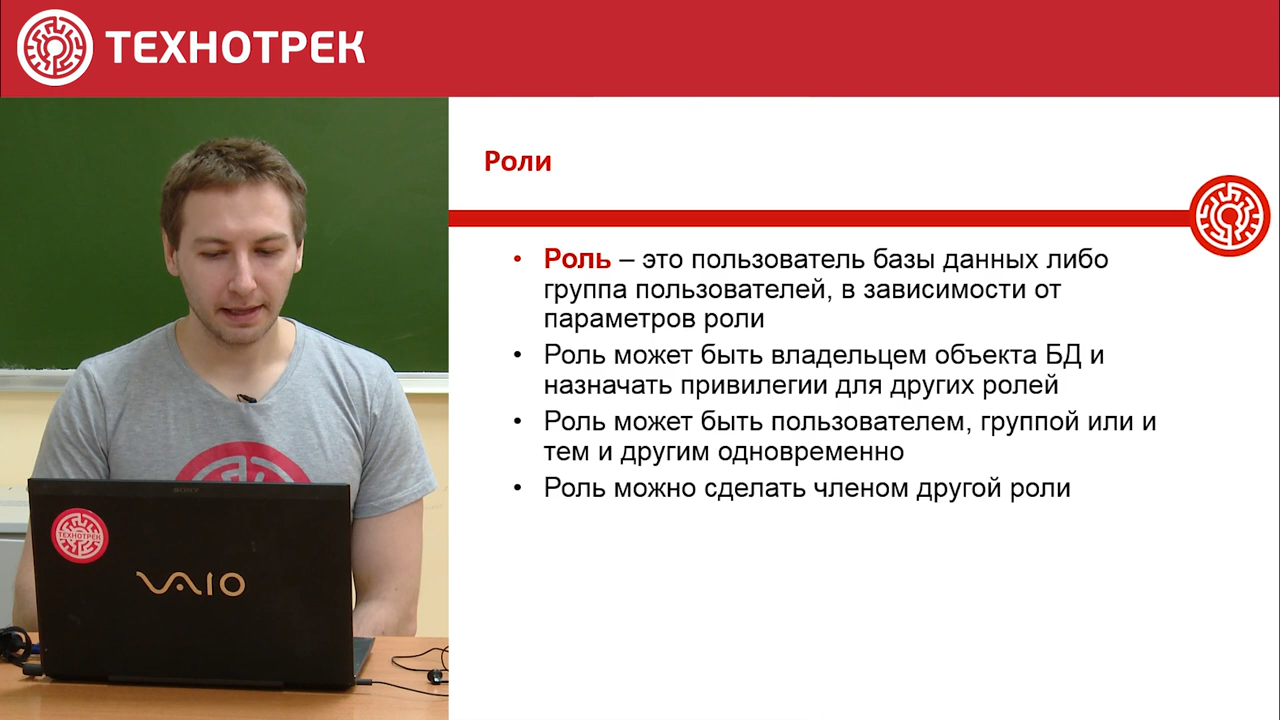 ТЕХНОТРЕК
Роли
• Роль – это пользователь базы данных либо
группа пользователей, в зависимости от
параметров роли
• Роль может быть владельцем объекта БД и
назначать привилегии для других ролей
• Роль может быть пользователем, группой или и
тем и другим одновременно
• Роль можно сделать членом другой роли
SONY
ТЕХНОТРЕК
VAIO